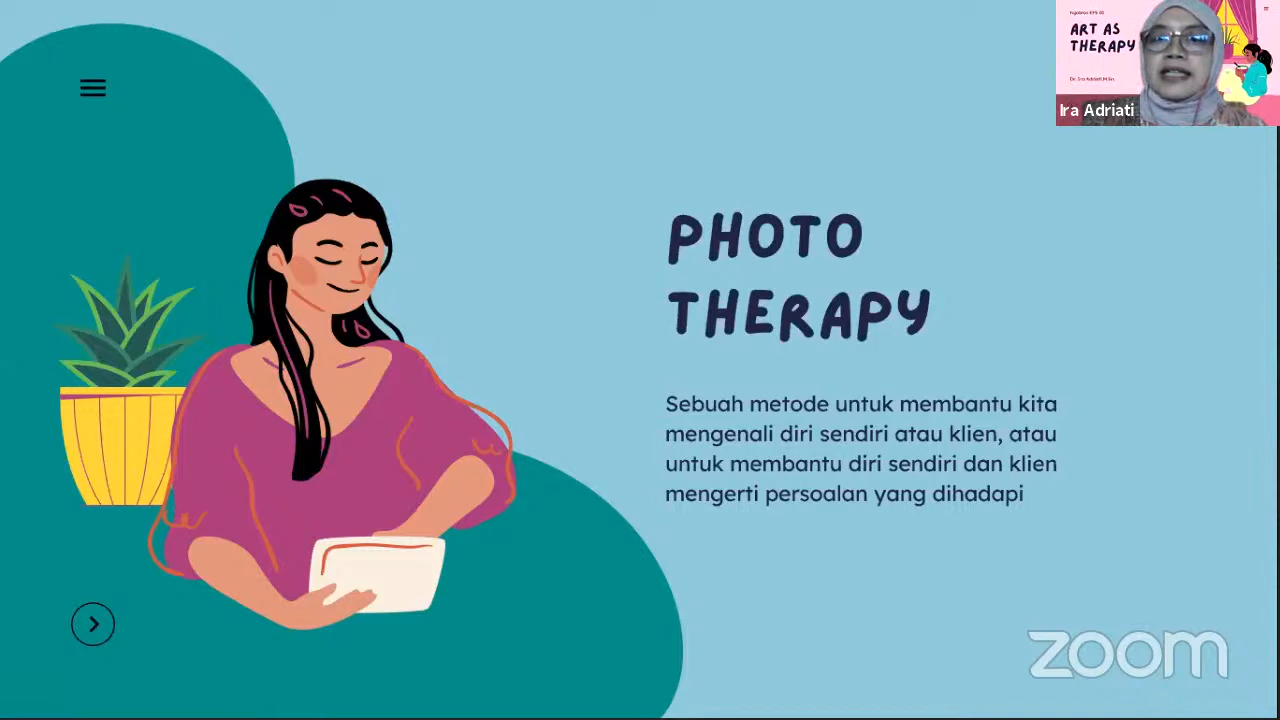 PHOTO
THERAPY
Sebuah metode untuk membantu kita
mengenali diri sendiri atau klien, atau
untuk membantu diri sendiri dan klien
mengerti persoalan yang dihadapi
ART AS
THERAPY
Ira Adriati
zoom